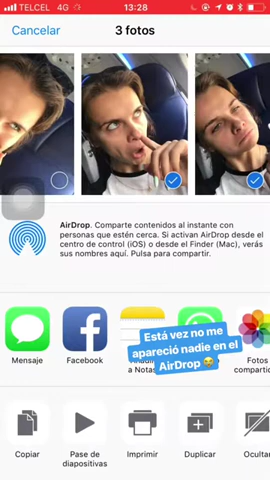 TELCEL 4G 13:28
Cancelar 3 fotos
AirDrop. Comparte contenidos al instante con
personas que estén cerca. Si activan AirDrop desde el
centro de control (iOS) o desde el Finder (Mac), verás
sus nombres aquí. Pulsa para compartir.
Está vez no me
apareció nadie en el
AirDrop 😹
Mensaje Facebook
a Notas
Fotos
comparti
Copiar Pase de
diapositivas
Imprimir Duplicar Ocultar